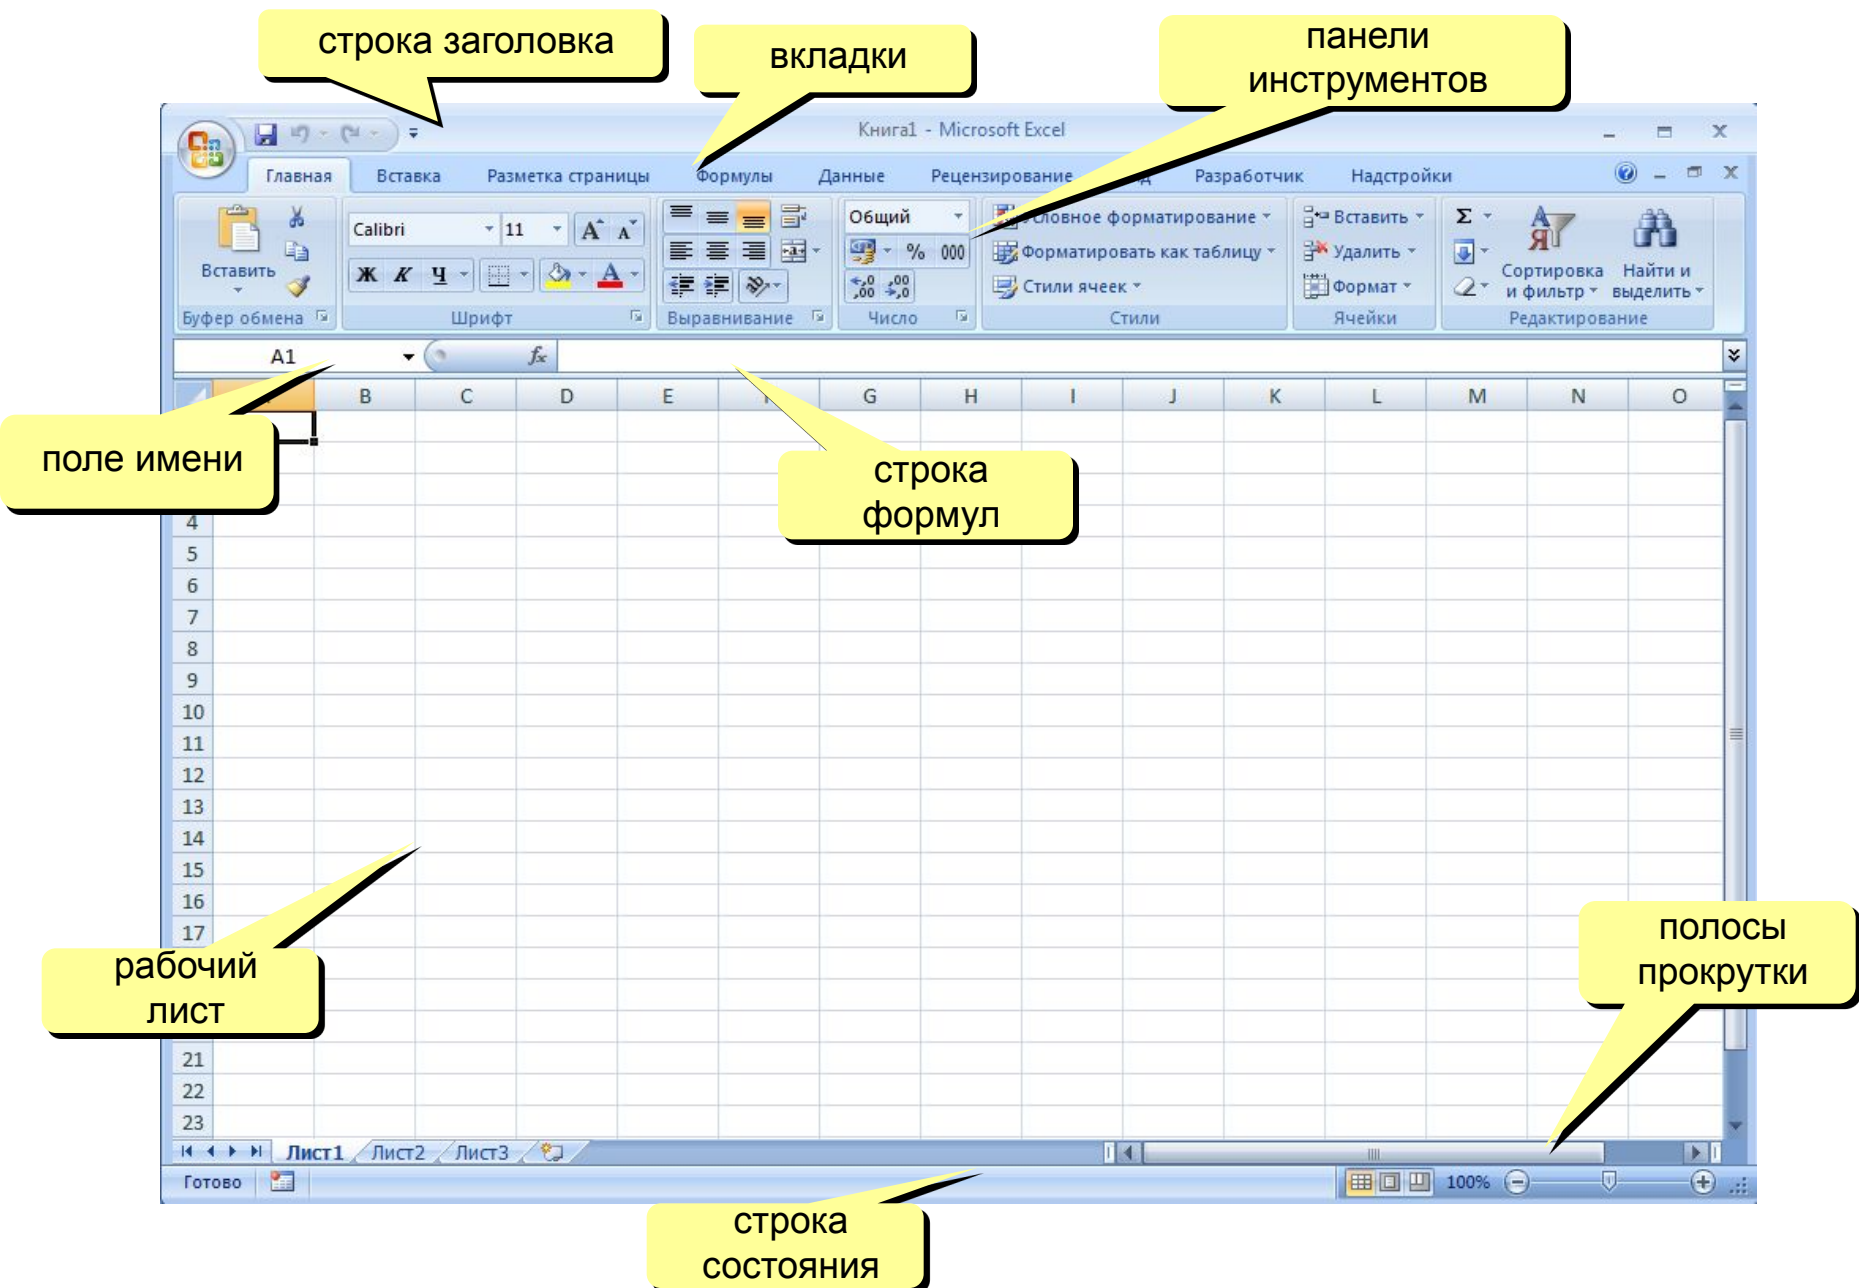 строка заголовка
вкладки
панели
инструментов
Книга1 - Microsoft Excel
Главная Вставка Разметка страницы Формулы Данные Рецензирование Разработчик Надстройки
Calibri 11 Общий Условное форматирование Вставить Σ
Вставить Ж К Ч % 000 Форматировать как таблицу Удалить Сортировка и фильтр Найти и выделить
Стили ячеек Формат
Буфер обмена Шрифт Выравнивание Число Стили Ячейки Редактирование
A1 fx
B C D E G H I J K L M N O
поле имени
строка
формул
4
5
6
7
8
9
10
11
12
13
14
15
16
17
рабочий
лист
полосы
прокрутки
21
22
23
Лист1 Лист2 Лист3
Готово 100%
строка
состояния